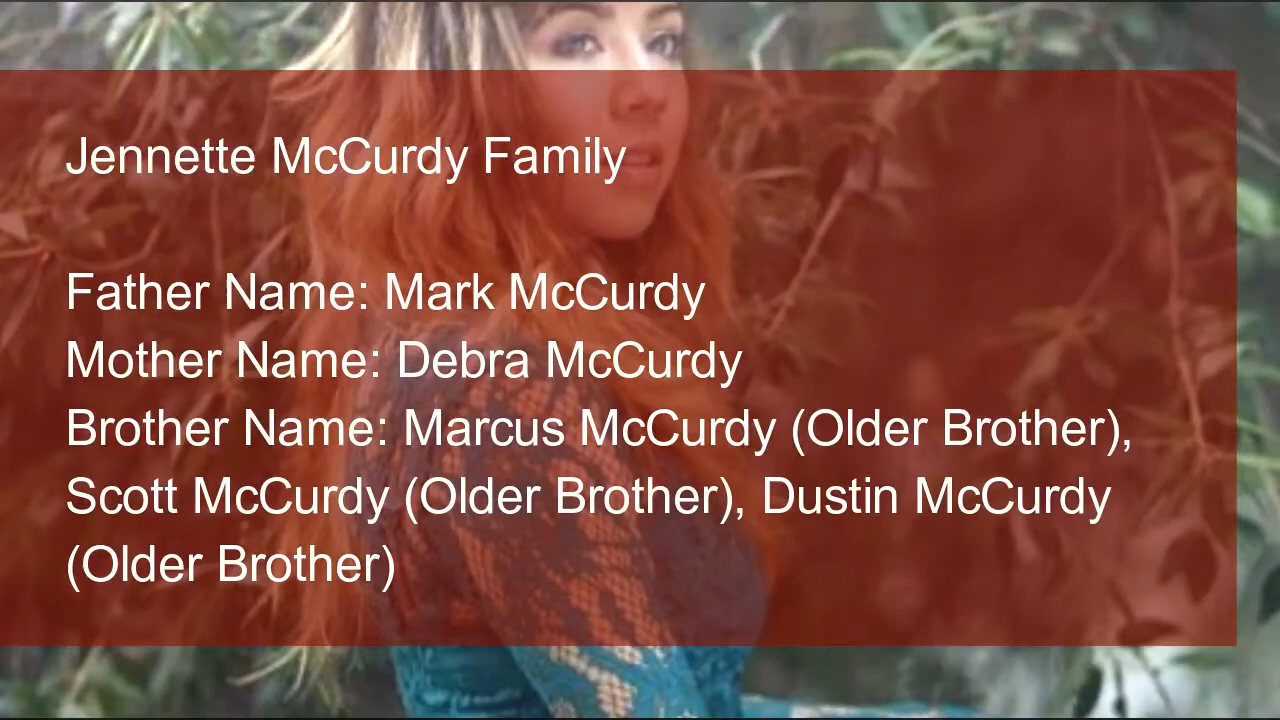 Jennette McCurdy Family
Father Name: Mark McCurdy
Mother Name: Debra McCurdy
Brother Name: Marcus McCurdy (Older Brother),
Scott McCurdy (Older Brother), Dustin McCurdy
(Older Brother)